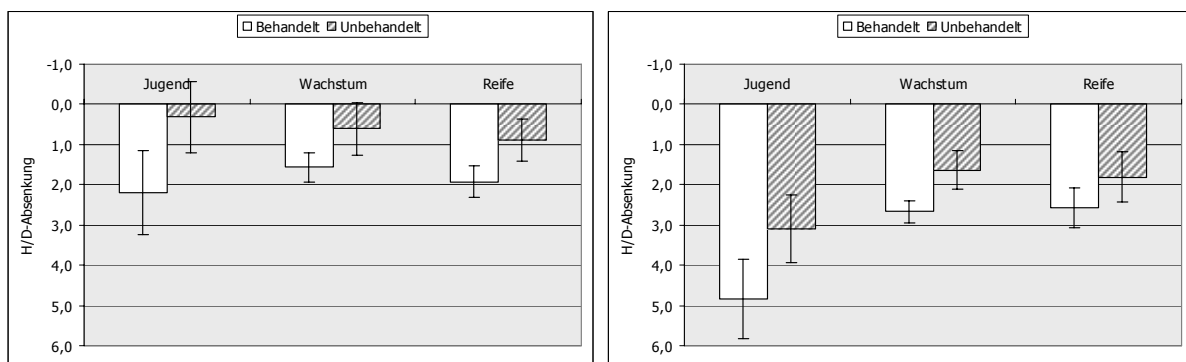 Behandelt Unbehandelt
-1,0
Jugend Wachstum Reife
0,0
1,0
2,0
3,0
4,0
5,0
6,0
H/D-Absenkung
Behandelt Unbehandelt
-1,0
Jugend Wachstum Reife
0,0
1,0
2,0
3,0
4,0
5,0
6,0
H/D-Absenkung